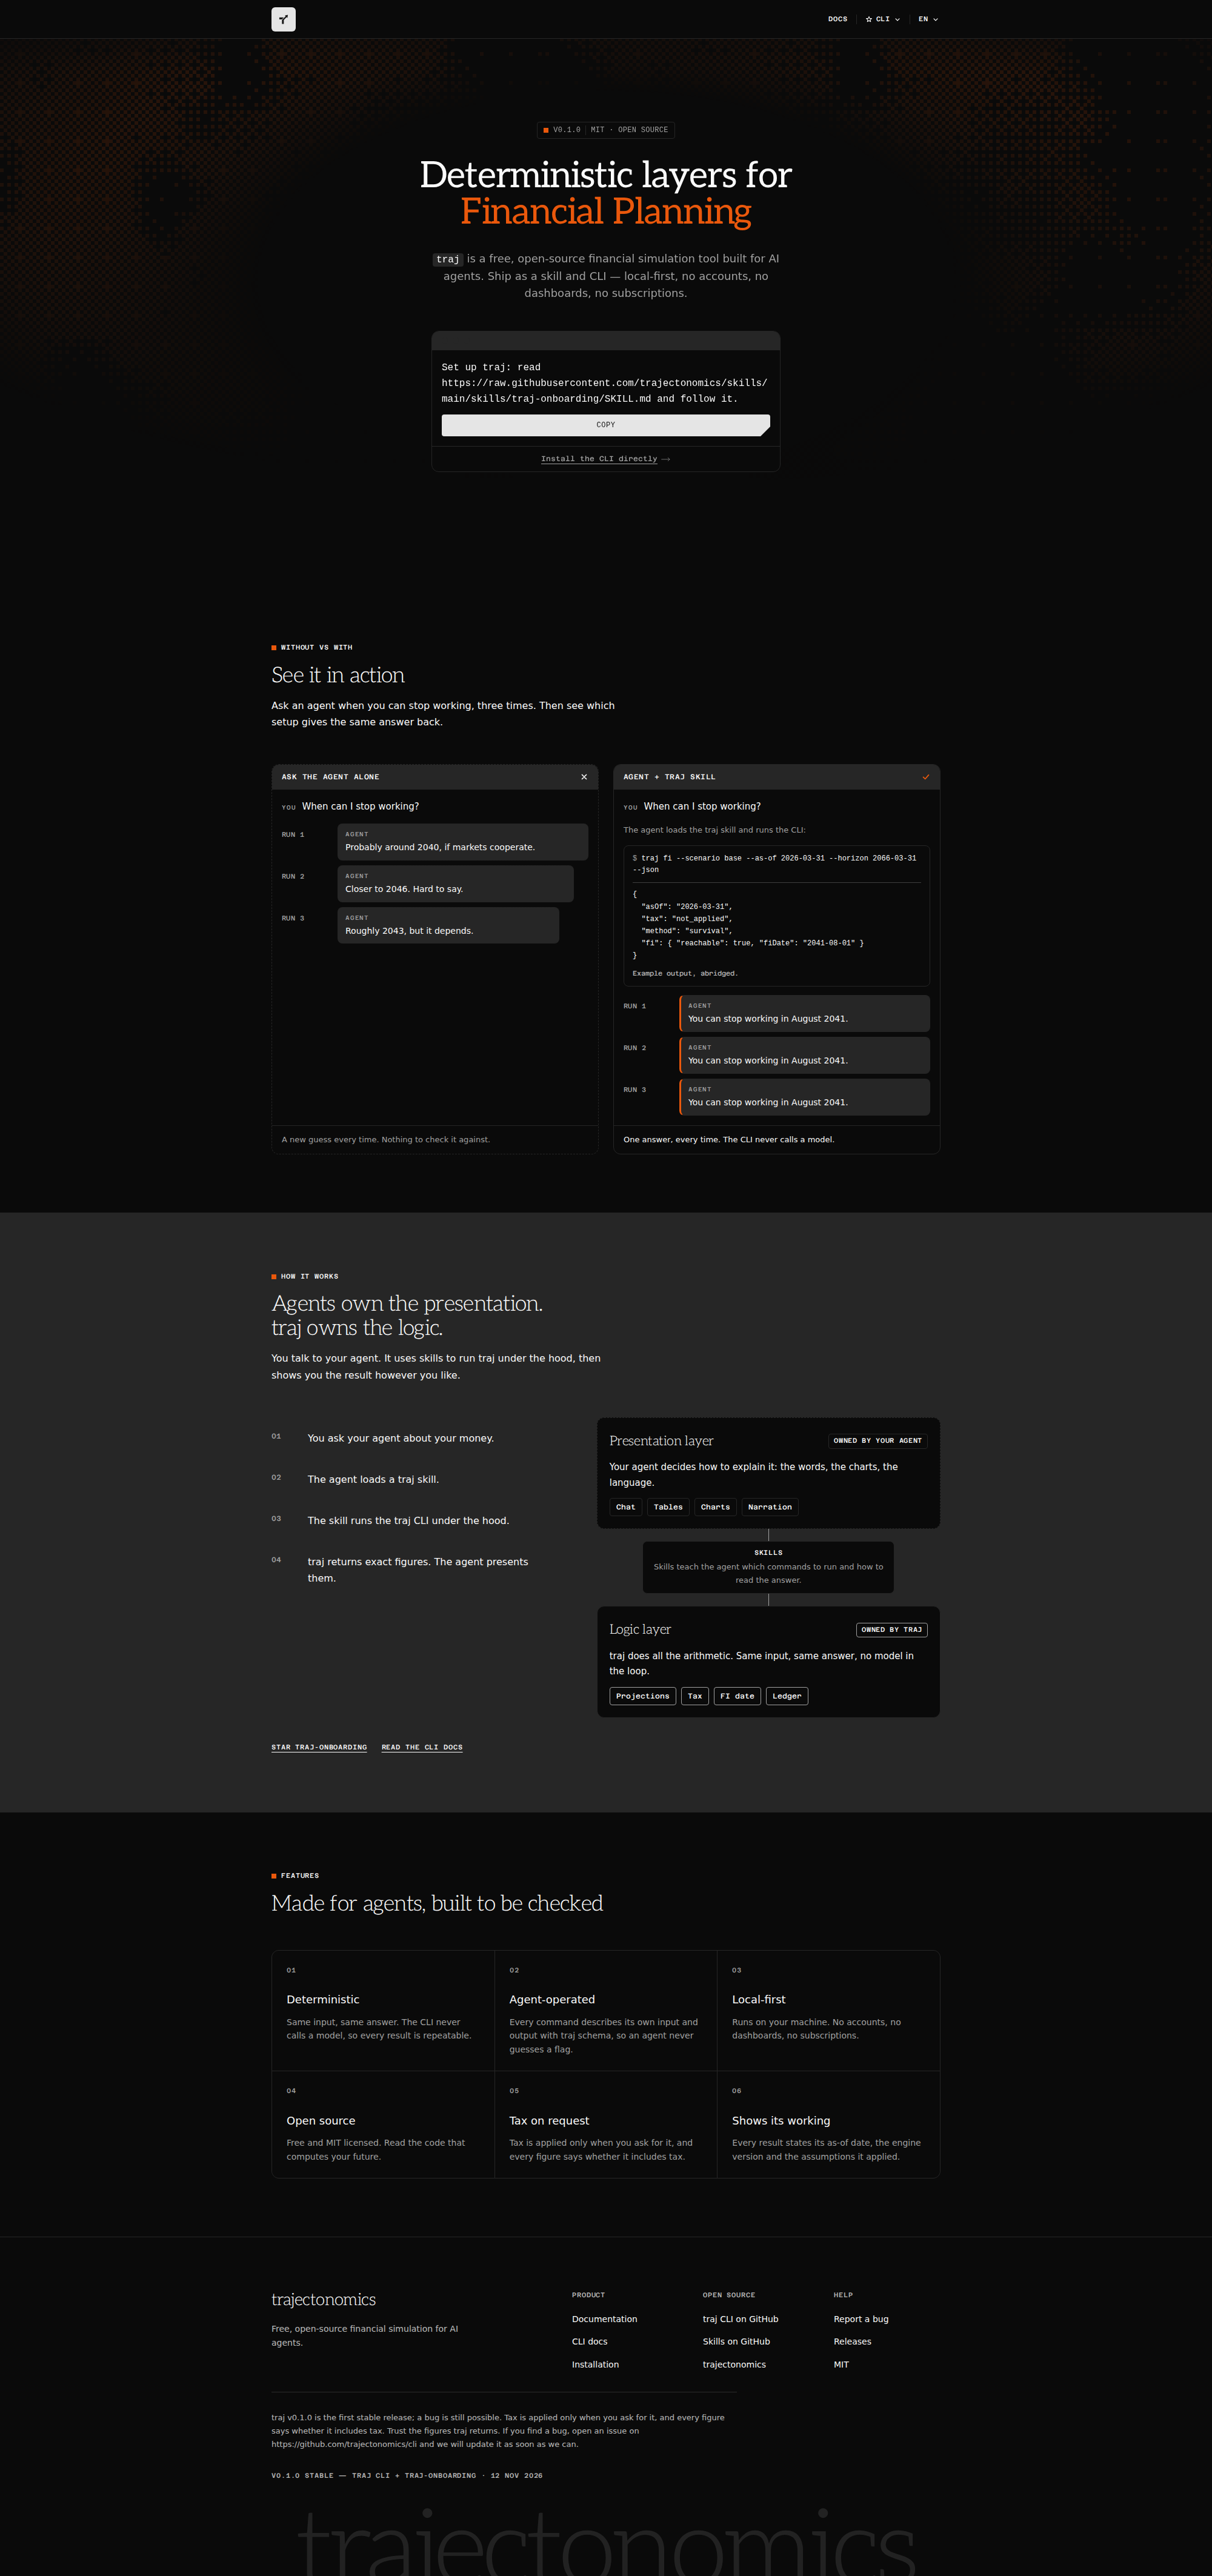 DOCS
CLI
EN
V0.1.0
MIT · OPEN SOURCE
Deterministic layers for
Financial Planning
traj is a free, open-source financial simulation tool built for AI
agents. Ship as a skill and CLI — local-first, no accounts, no
dashboards, no subscriptions.
Set up traj: read
https://raw.githubusercontent.com/trajectonomics/skills/
main/skills/traj-onboarding/SKILL.md and follow it.
COPY
Install the CLI directly →
WITHOUT VS WITH
See it in action
Ask an agent when you can stop working, three times. Then see which
setup gives the same answer back.
ASK THE AGENT ALONE
YOU When can I stop working?
RUN 1
AGENT
Probably around 2040, if markets cooperate.
RUN 2
AGENT
Closer to 2046. Hard to say.
RUN 3
AGENT
Roughly 2043, but it depends.
A new guess every time. Nothing to check it against.
AGENT + TRAJ SKILL
YOU When can I stop working?
The agent loads the traj skill and runs the CLI:
$ traj fi --scenario base --as-of 2026-03-31 --horizon 2066-03-31
--json
{
"asOf": "2026-03-31",
"tax": "not_applied",
"method": "survival",
"fi": { "reachable": true, "fiDate": "2041-08-01" }
}
Example output, abridged.
RUN 1
AGENT
You can stop working in August 2041.
RUN 2
AGENT
You can stop working in August 2041.
RUN 3
AGENT
You can stop working in August 2041.
One answer, every time. The CLI never calls a model.
HOW IT WORKS
Agents own the presentation.
traj owns the logic.
You talk to your agent. It uses skills to run traj under the hood, then
shows you the result however you like.
01 You ask your agent about your money.
02 The agent loads a traj skill.
03 The skill runs the traj CLI under the hood.
04 traj returns exact figures. The agent presents
them.
Presentation layer
OWNED BY YOUR AGENT
Your agent decides how to explain it: the words, the charts, the
language.
Chat Tables Charts Narration
SKILLS
Skills teach the agent which commands to run and how to
read the answer.
Logic layer
OWNED BY TRAJ
traj does all the arithmetic. Same input, same answer, no model in
the loop.
Projections Tax FI date Ledger
STAR TRAJ-ONBOARDING READ THE CLI DOCS
FEATURES
Made for agents, built to be checked
01
Deterministic
Same input, same answer. The CLI never
calls a model, so every result is repeatable.
02
Agent-operated
Every command describes its own input and
output with traj schema, so an agent never
guesses a flag.
03
Local-first
Runs on your machine. No accounts, no
dashboards, no subscriptions.
04
Open source
Free and MIT licensed. Read the code that
computes your future.
05
Tax on request
Tax is applied only when you ask for it, and
every figure says whether it includes tax.
06
Shows its working
Every result states its as-of date, the engine
version and the assumptions it applied.
trajectonomics
Free, open-source financial simulation for AI
agents.
PRODUCT
Documentation
CLI docs
Installation
OPEN SOURCE
traj CLI on GitHub
Skills on GitHub
trajectonomics
HELP
Report a bug
Releases
MIT
traj v0.1.0 is the first stable release; a bug is still possible. Tax is applied only when you ask for it, and every figure
says whether it includes tax. Trust the figures traj returns. If you find a bug, open an issue on
https://github.com/trajectonomics/cli and we will update it as soon as we can.
V0.1.0 STABLE — TRAJ CLI + TRAJ-ONBOARDING · 12 NOV 2026
trajectonomics